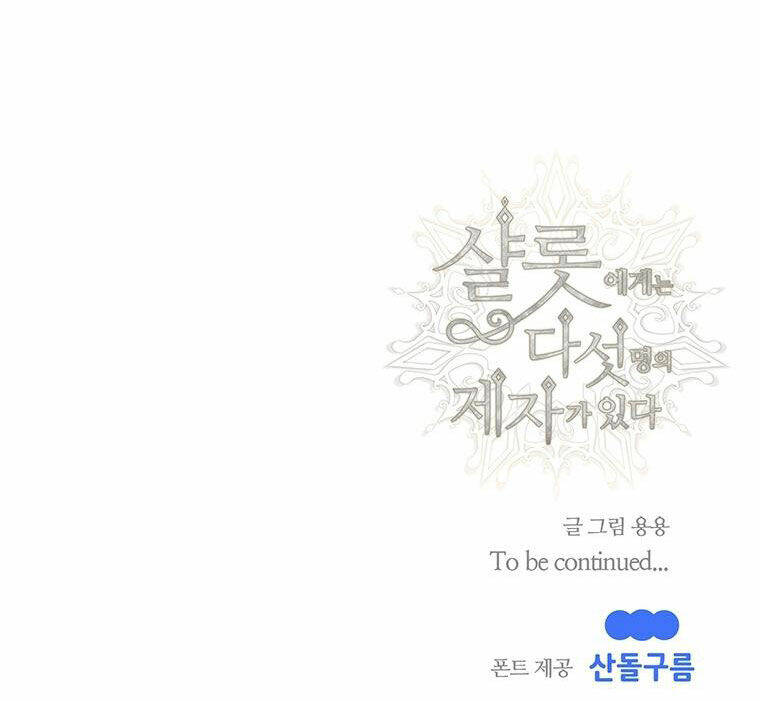 샬롯에게는
다섯명의
제자가 있다
글 그림 용용
To be continued...
폰트 제공 산돌구름